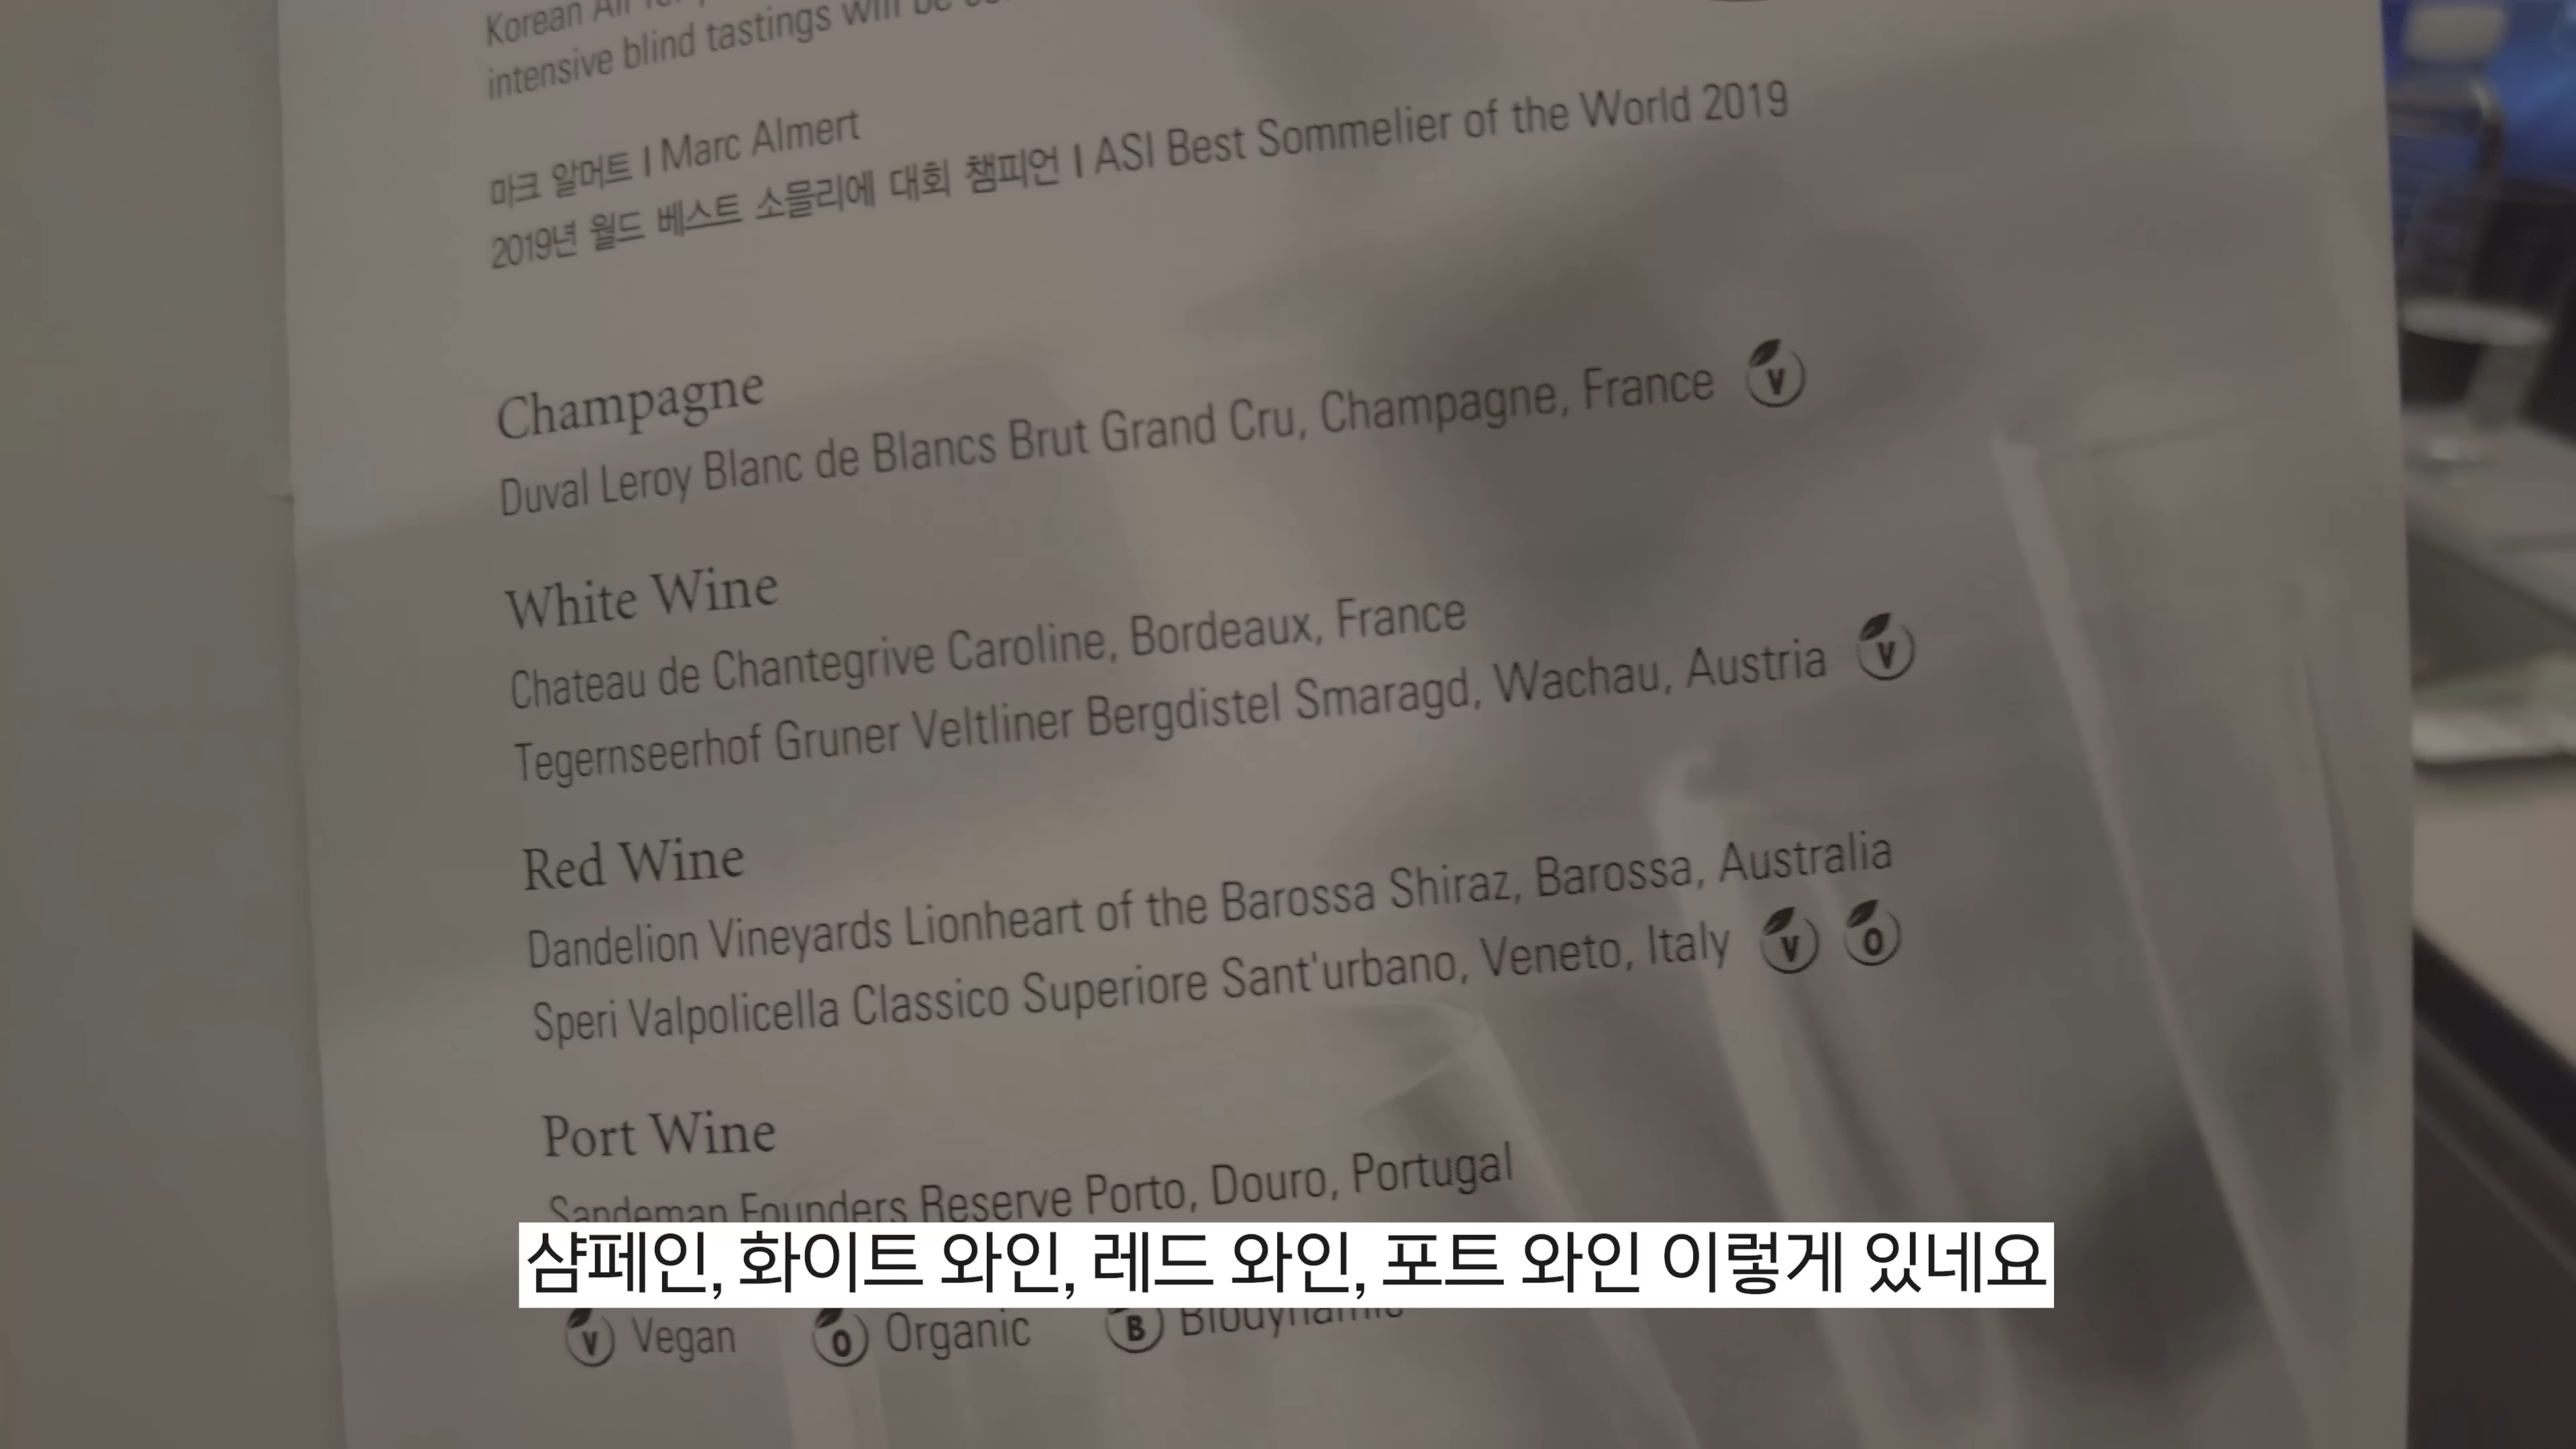 Korean Air
intensive blind tastings will be
마크 알머트 | Marc Almert
2019년 월드 베스트 소믈리에 대회 챔피언 | ASI Best Sommelier of the World 2019
Champagne
Duval Leroy Blanc de Blancs Brut Grand Cru, Champagne, France V
White Wine
Chateau de Chantegrive Caroline, Bordeaux, France
Tegernseerhof Gruner Veltliner Bergdistel Smaragd, Wachau, Austria V
Red Wine
Dandelion Vineyards Lionheart of the Barossa Shiraz, Barossa, Australia
Speri Valpolicella Classico Superiore Sant'urbano, Veneto, Italy V O
Port Wine
Sandeman Founders Reserve Porto, Douro, Portugal
샴페인, 화이트 와인, 레드 와인, 포트 와인 이렇게 있네요
V Vegan O Organic B Biodynamic